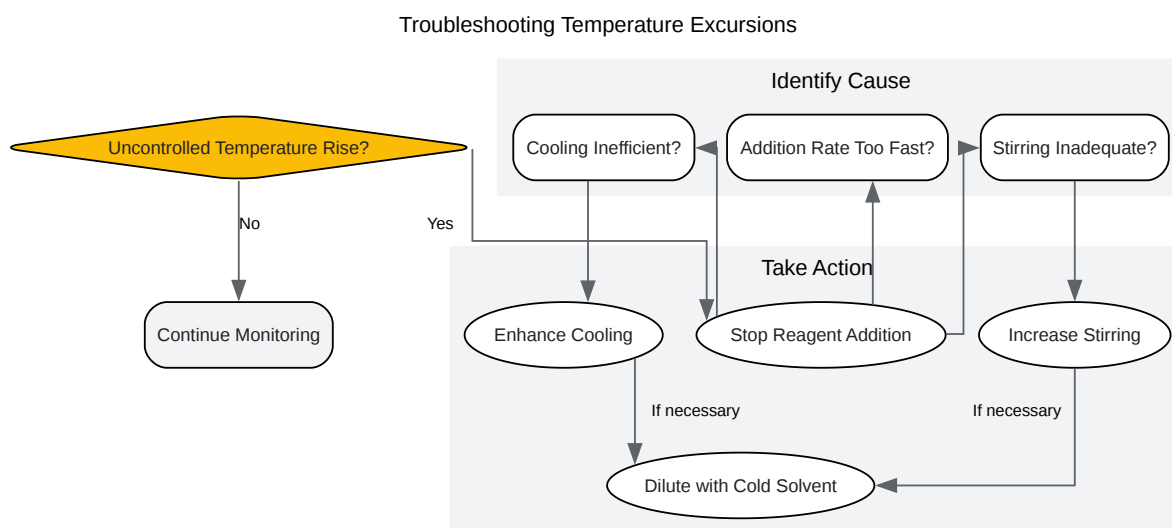 Troubleshooting Temperature Excursions
Identify Cause
Uncontrolled Temperature Rise?
Cooling Inefficient?
Addition Rate Too Fast?
Stirring Inadequate?
No
Yes
Take Action
Continue Monitoring
Enhance Cooling
Stop Reagent Addition
Increase Stirring
If necessary
If necessary
Dilute with Cold Solvent